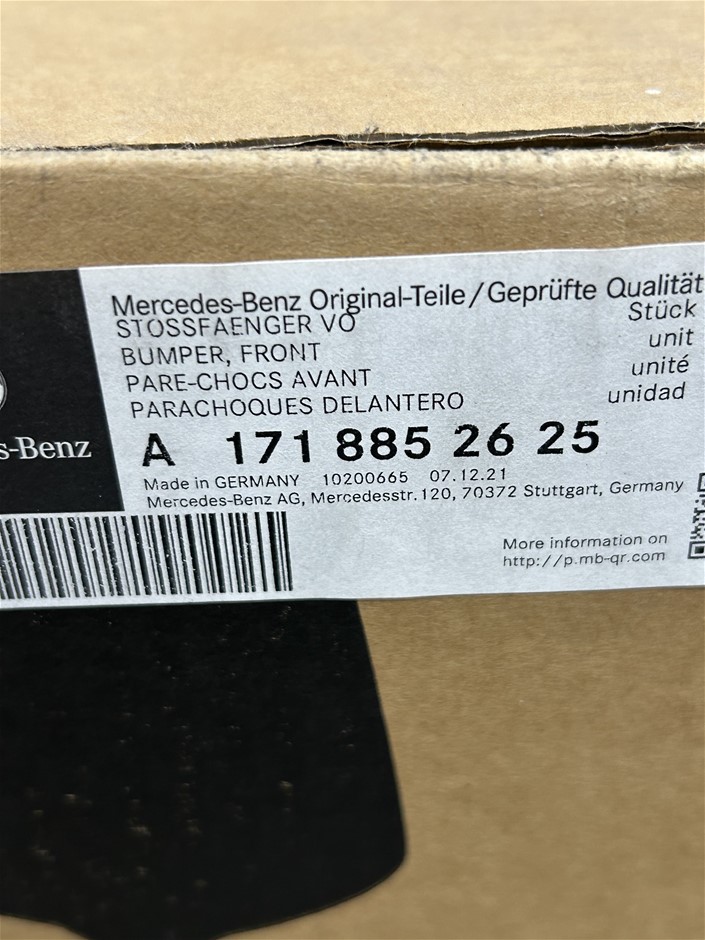 Mercedes-Benz Original-Teile/Geprüfte Qualität
STOSSFAENGER VO
Stück
BUMPER, FRONT
unit
PARE-CHOCS AVANT
unité
PARACHOQUES DELANTERO
unidad
s-Benz
A 171 885 26 25
Made in GERMANY 10200665 07.12.21
Mercedes-Benz AG, Mercedesstr.120, 70372 Stuttgart, Germany
More information on
http://p.mb-qr.com